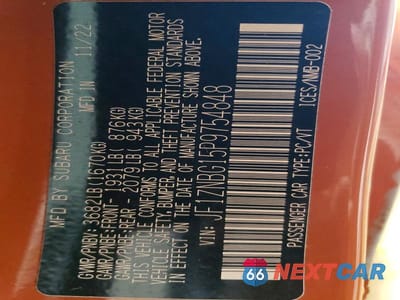 MFD BY SUBARU CORPORATION 11/22
MFD IN
GVWR/PNBV: 3682LB( 1670KG)
GAWR/PNBE-FRONT- 1931LB( 876KG)
GAWR/PNBE-REAR - 2079LB( 943KG)
THIS VEHICLE CONFORMS TO ALL APPLICABLE FEDERAL MOTOR
VEHICLE SAFETY, BUMPER AND THEFT PREVENTION STANDARDS
IN EFFECT ON THE DATE OF MANUFACTURE SHOWN ABOVE.
VIN: JF1ZNBG15P9754848
PASSENGER CAR TYPE:PC/VT ICES/NMB-002
66 NEXTCAR